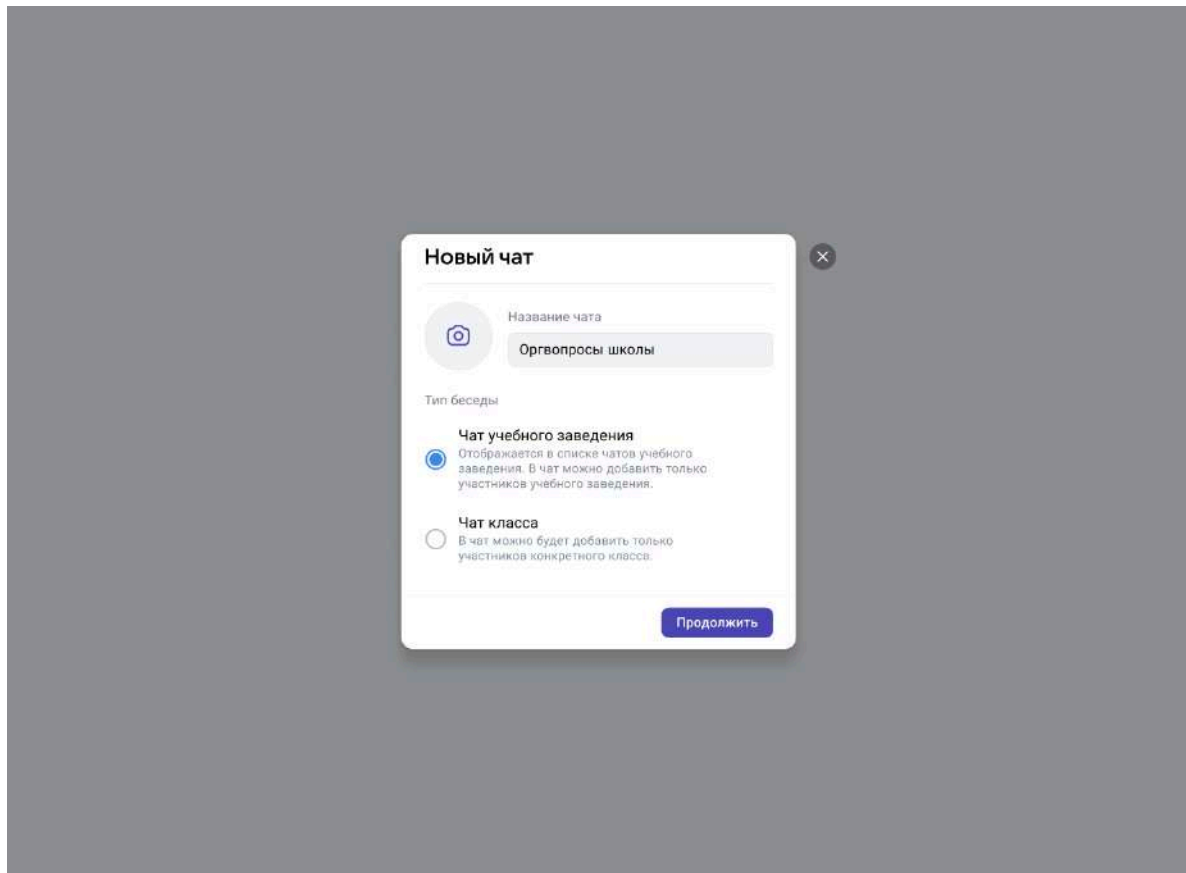 Новый чат
Название чата
Оргвопросы школы
Тип беседы
Чат учебного заведения
Отображается в списке чатов учебного
заведения. В чат можно добавить только
участников учебного заведения.
Чат класса
В чат можно будет добавить только
участников конкретного класса.
Продолжить